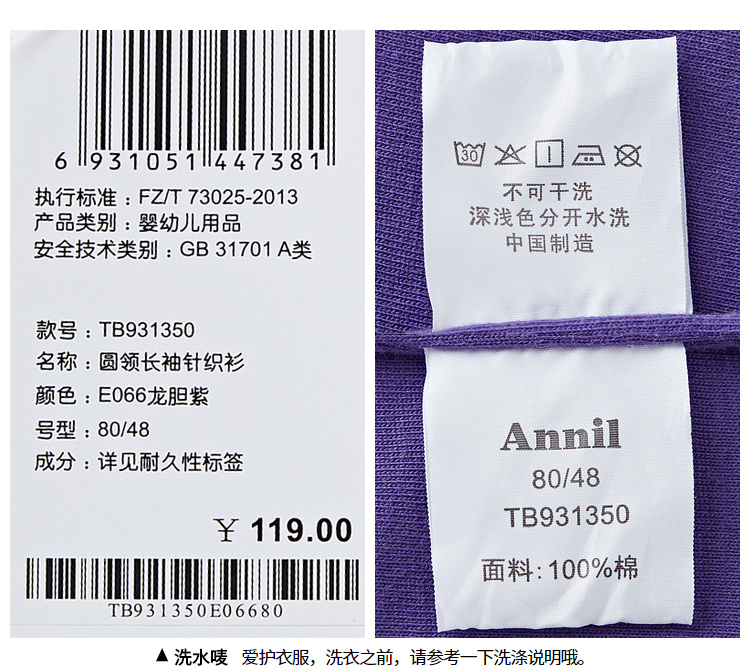 6 931051 447381
执行标准：FZ/T 73025-2013
产品类别：婴幼儿用品
安全技术类别：GB 31701 A类
款号：TB931350
名称：圆领长袖针织衫
颜色：E066龙胆紫
号型：80/48
成分：详见耐久性标签
￥ 119.00
TB931350E06680
30
不可干洗
深浅色分开水洗
中国制造
Annil
80/48
TB931350
面料：100%棉
▲ 洗水唛 爱护衣服，洗衣之前，请参考一下洗涤说明哦。